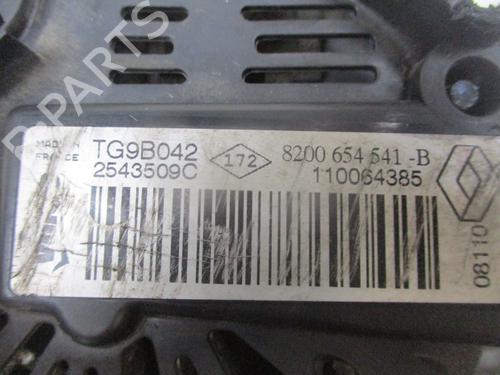 B-PARTS
MADE IN
FRANCE
TG9B042
172
8200 654 541 -B
2543509C
110064385
08110